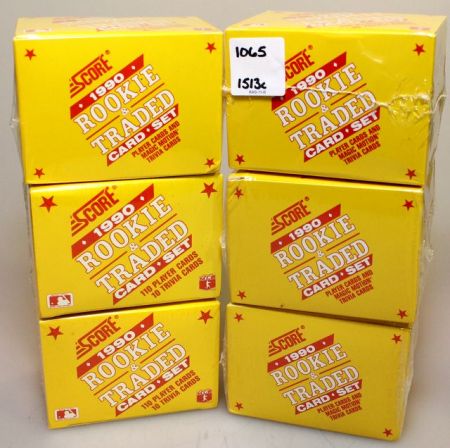 SCORE®
1990
ROOKIE
&
TRADED
CARD • SET
PLAYER CARDS AND
MAGIC MOTION
TRIVIA CARDS
1065
1513c
1990
ROOKIE
&
TRADED
CARD • SET
PLAYER CARDS AND
MAGIC MOTION
TRIVIA CARDS
SCORE®
1990
ROOKIE
&
TRADED
CARD • SET
110 PLAYER CARDS
10 TRIVIA CARDS
SCORE®
1990
ROOKIE
&
TRADED
CARD • SET
PLAYER CARDS AND
MAGIC MOTION
TRIVIA CARDS
SCORE®
1990
ROOKIE
&
TRADED
CARD • SET
110 PLAYER CARDS
10 TRIVIA CARDS
SCORE®
1990
ROOKIE
&
TRADED
CARD • SET
PLAYER CARDS AND
MAGIC MOTION
TRIVIA CARDS